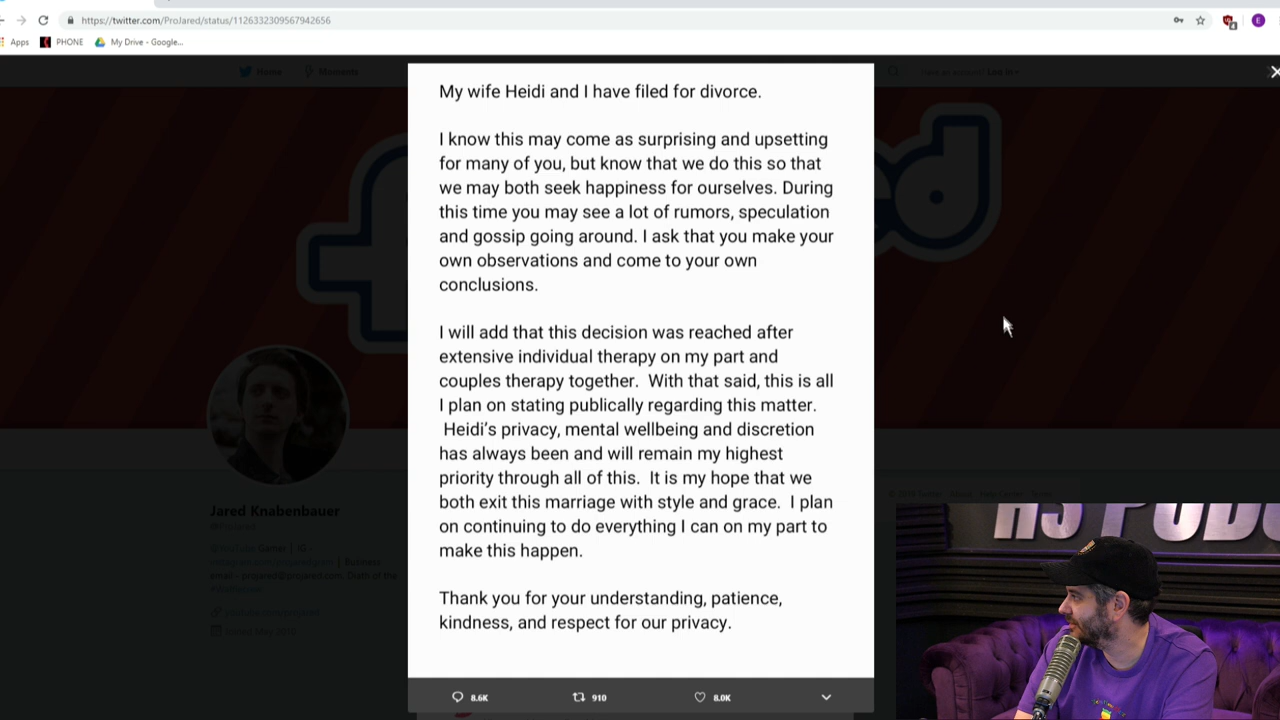 https://twitter.com/ProJared/status/1126332309567942656
Apps PHONE My Drive - Google...
Home Moments
My wife Heidi and I have filed for divorce.
I know this may come as surprising and upsetting
for many of you, but know that we do this so that
we may both seek happiness for ourselves. During
this time you may see a lot of rumors, speculation
and gossip going around. I ask that you make your
own observations and come to your own
conclusions.
I will add that this decision was reached after
extensive individual therapy on my part and
couples therapy together. With that said, this is all
I plan on stating publically regarding this matter.
Heidi’s privacy, mental wellbeing and discretion
has always been and will remain my highest
priority through all of this. It is my hope that we
both exit this marriage with style and grace. I plan
on continuing to do everything I can on my part to
make this happen.
Thank you for your understanding, patience,
kindness, and respect for our privacy.
8.6K 910 8.0K
Jared Knabenbauer
@ProJared
H3 PODC